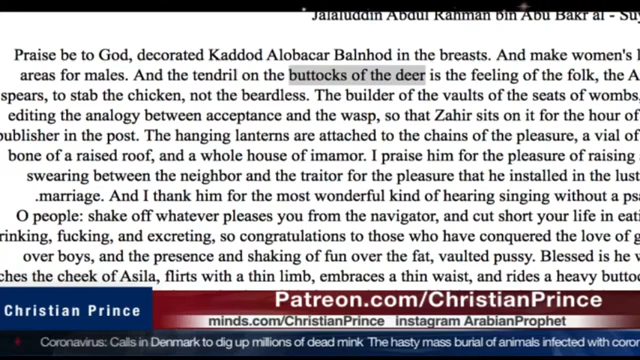 Jalaluddin Abdul Rahman bin Abu Bakr al - Suy
Praise be to God, decorated Kaddod Alobacar Balnhod in the breasts. And make women's
areas for males. And the tendril on the buttocks of the deer is the feeling of the folk, the A
spears, to stab the chicken, not the beardless. The builder of the vaults of the seats of wombs,
editing the analogy between acceptance and the wasp, so that Zahir sits on it for the hour of
publisher in the post. The hanging lanterns are attached to the chains of the pleasure, a vial of
bone of a raised roof, and a whole house of imamor. I praise him for the pleasure of raising
swearing between the neighbor and the traitor for the pleasure that he installed in the lust
.marriage. And I thank him for the most wonderful kind of hearing singing without a psa
O people: shake off whatever pleases you from the navigator, and cut short your life in eati
rinking, fucking, and excreting, so congratulations to those who have conquered the love of g
over boys, and the presence and shaking of fun over the fat, vaulted pussy. Blessed is he w
ches the cheek of Asila, flirts with a thin limb, embraces a thin waist, and rides a heavy buttoc
Christian Prince
Patreon.com/ChristianPrince
minds.com/ChristianPrince instagram ArabianProphet
Coronavirus: Calls in Denmark to dig up millions of dead mink The hasty mass burial of animals infected with coron